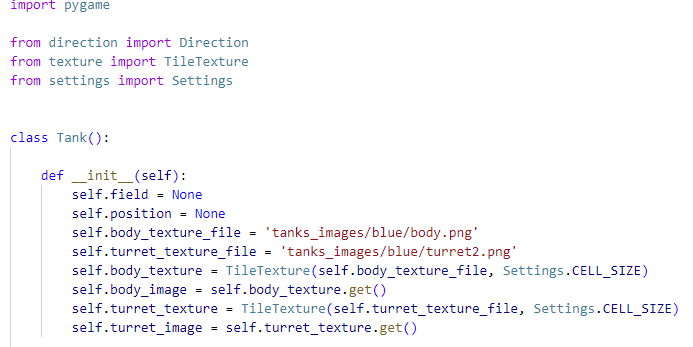 import pygame
from direction import Direction
from texture import TileTexture
from settings import Settings
class Tank():
def __init__(self):
self.field = None
self.position = None
self.body_texture_file = 'tanks_images/blue/body.png'
self.turret_texture_file = 'tanks_images/blue/turret2.png'
self.body_texture = TileTexture(self.body_texture_file, Settings.CELL_SIZE)
self.body_image = self.body_texture.get()
self.turret_texture = TileTexture(self.turret_texture_file, Settings.CELL_SIZE)
self.turret_image = self.turret_texture.get()